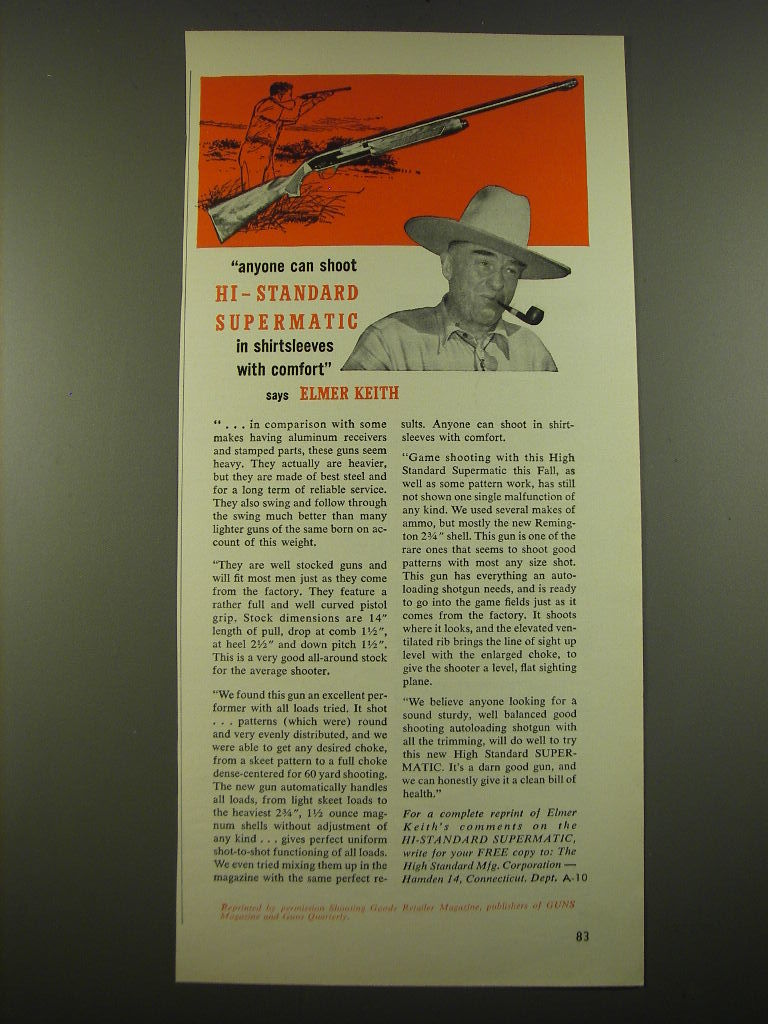 "anyone can shoot
HI-STANDARD
SUPERMATIC
in shirtsleeves
with comfort"
says ELMER KEITH
". . . in comparison with some
makes having aluminum receivers
and stamped parts, these guns seem
heavy. They actually are heavier,
but they are made of best steel and
for a long term of reliable service.
They also swing and follow through
the swing much better than many
lighter guns of the same born on ac-
count of this weight.
"They are well stocked guns and
will fit most men just as they come
from the factory. They feature a
rather full and well curved pistol
grip. Stock dimensions are 14"
length of pull, drop at comb 1½",
at heel 2½" and down pitch 1½".
This is a very good all-around stock
for the average shooter.
"We found this gun an excellent per-
former with all loads tried. It shot
. . . patterns (which were) round
and very evenly distributed, and we
were able to get any desired choke,
from a skeet pattern to a full choke
dense-centered for 60 yard shooting.
The new gun automatically handles
all loads, from light skeet loads to
the heaviest 2¾", 1½ ounce mag-
num shells without adjustment of
any kind . . . gives perfect uniform
shot-to-shot functioning of all loads.
We even tried mixing them up in the
magazine with the same perfect re-
sults. Anyone can shoot in shirt-
sleeves with comfort.
"Game shooting with this High
Standard Supermatic this Fall, as
well as some pattern work, has still
not shown one single malfunction of
any kind. We used several makes of
ammo, but mostly the new Reming-
ton 2¾" shell. This gun is one of the
rare ones that seems to shoot good
patterns with most any size shot.
This gun has everything an auto-
loading shotgun needs, and is ready
to go into the game fields just as it
comes from the factory. It shoots
where it looks, and the elevated ven-
tilated rib brings the line of sight up
level with the enlarged choke, to
give the shooter a level, flat sighting
plane.
"We believe anyone looking for a
sound sturdy, well balanced good
shooting autoloading shotgun with
all the trimming, will do well to try
this new High Standard SUPER-
MATIC. It's a darn good gun, and
we can honestly give it a clean bill of
health."
For a complete reprint of Elmer
Keith's comments on the
HI-STANDARD SUPERMATIC,
write for your FREE copy to: The
High Standard Mfg. Corporation —
Hamden 14, Connecticut. Dept. A-10
Reprinted by permission Shooting Goods Retailer Magazine, publishers of GUNS
Magazine and Guns Quarterly.
83